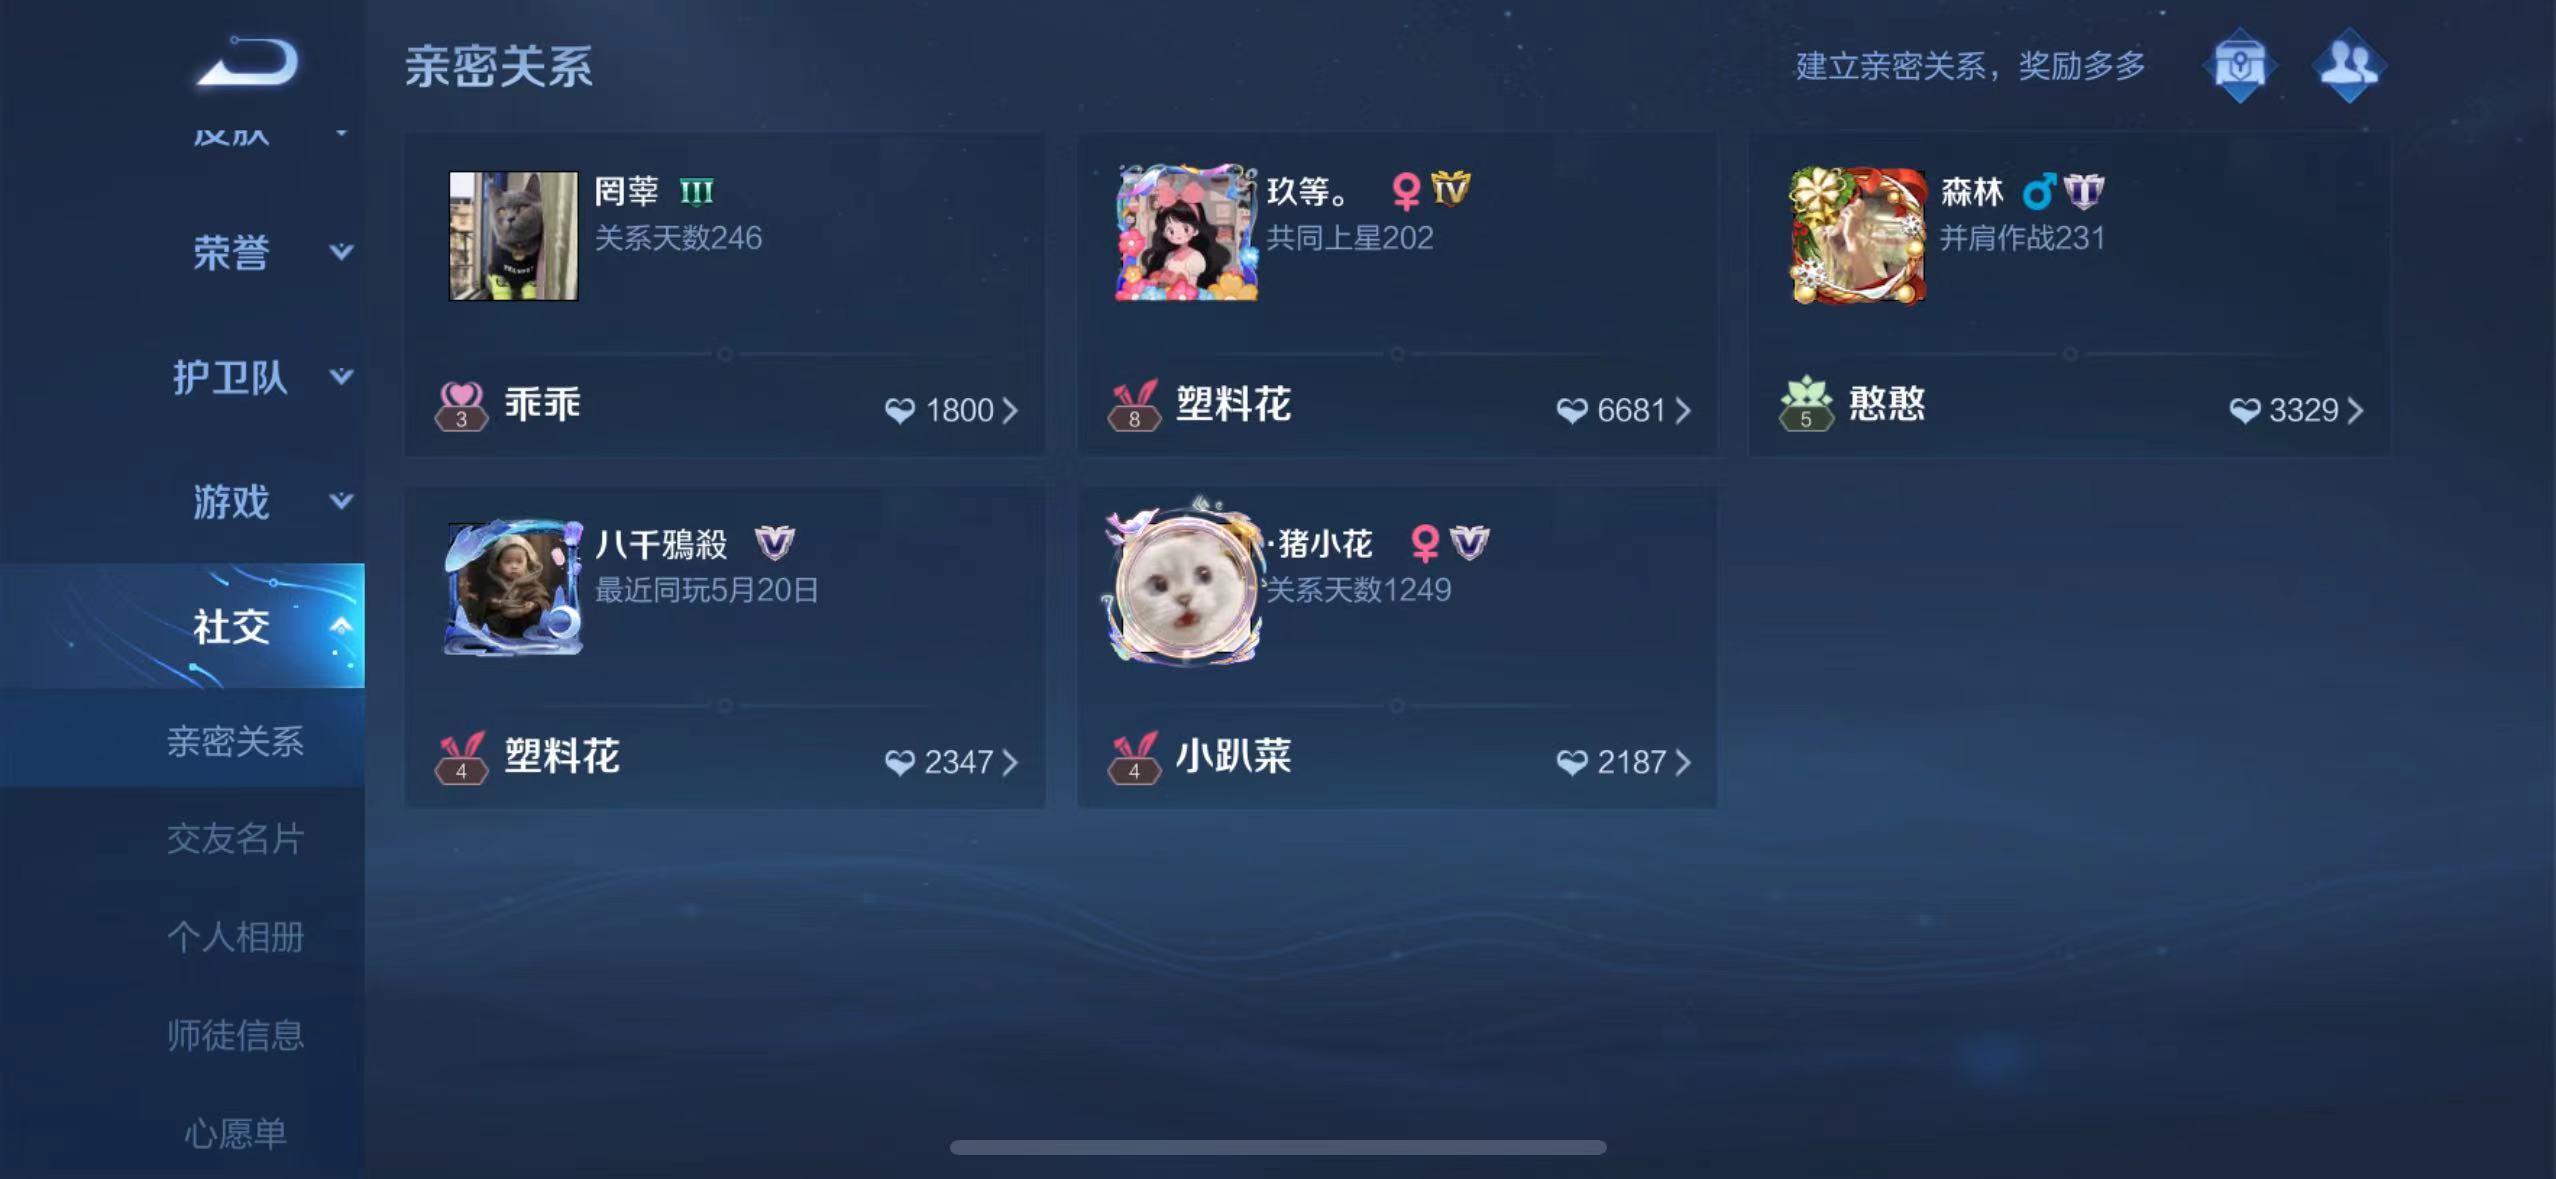 亲密关系
建立亲密关系，奖励多多
皮肤
荣誉
护卫队
游戏
社交
亲密关系
交友名片
个人相册
师徒信息
心愿单
罔莘 III
关系天数246
3 乖乖 1800
玖等。 IV
共同上星202
8 塑料花 6681
森林 II
并肩作战231
5 憨憨 3329
八千鴉殺 V
最近同玩5月20日
4 塑料花 2347
·猪小花 V
关系天数1249
4 小趴菜 2187